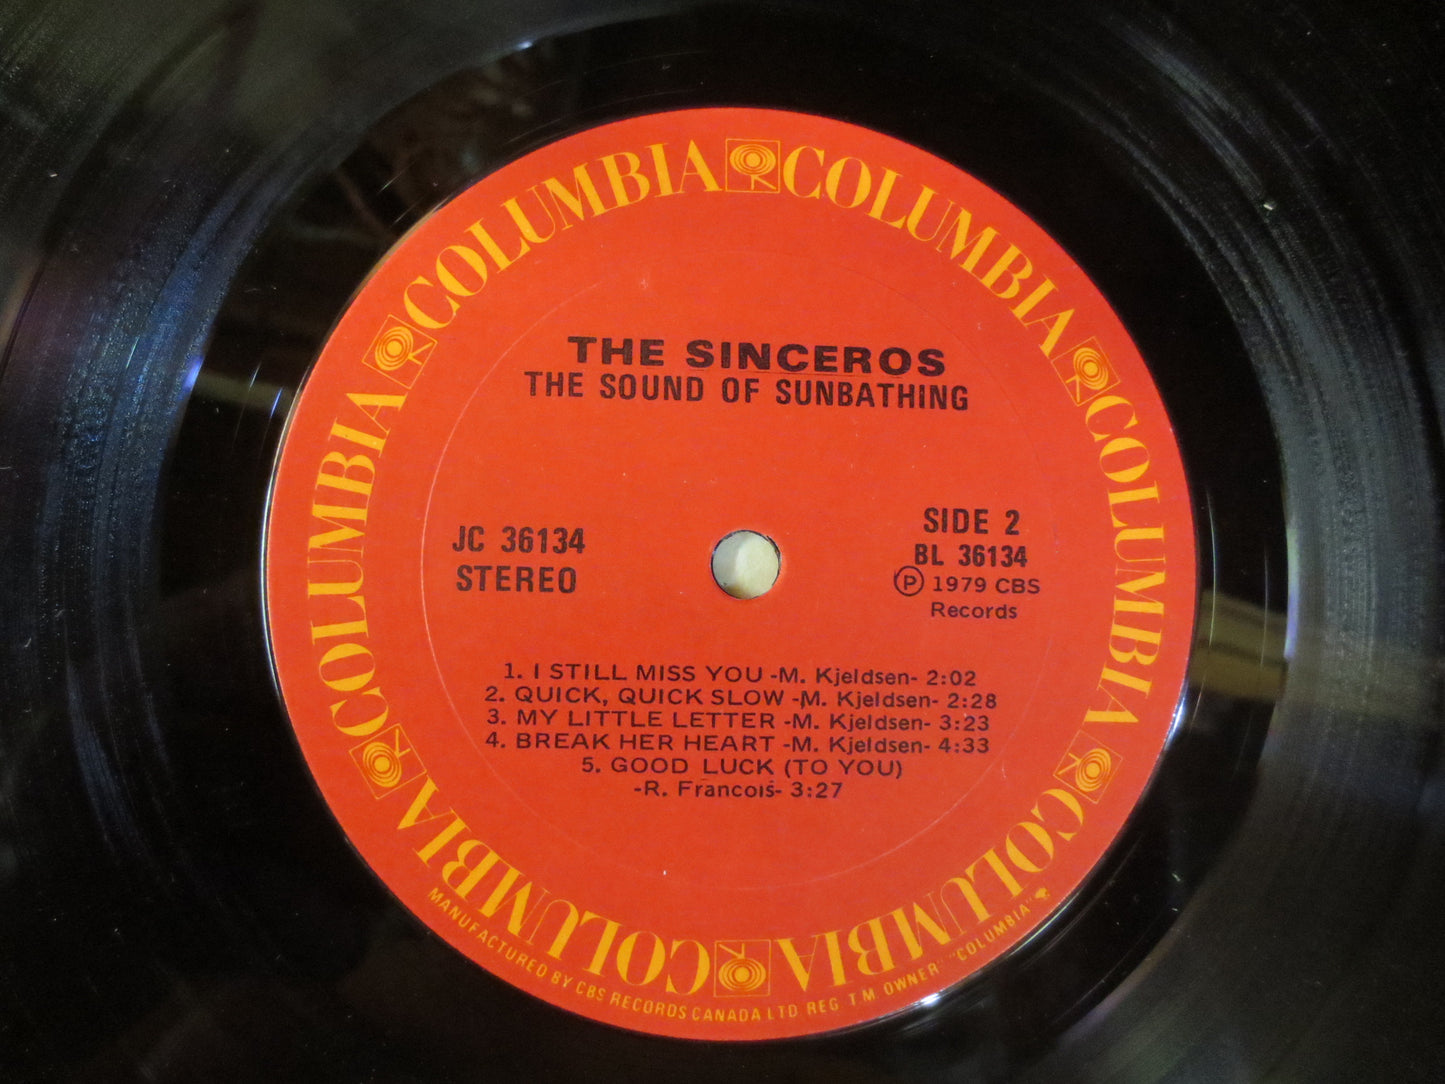 COLUMBIA COLUMBIA COLUMBIA COLUMBIA COLUMBIA COLUMBIA COLUMBIA COLUMBIA
THE SINCEROS
THE SOUND OF SUNBATHING
JC 36134
STEREO
SIDE 2
BL 36134
Ⓟ 1979 CBS
Records
1. I STILL MISS YOU -M. Kjeldsen- 2:02
2. QUICK, QUICK SLOW -M. Kjeldsen- 2:28
3. MY LITTLE LETTER -M. Kjeldsen- 3:23
4. BREAK HER HEART -M. Kjeldsen- 4:33
5. GOOD LUCK (TO YOU)
-R. Francois- 3:27
MANUFACTURED BY CBS RECORDS CANADA LTD REG T M OWNER "COLUMBIA"